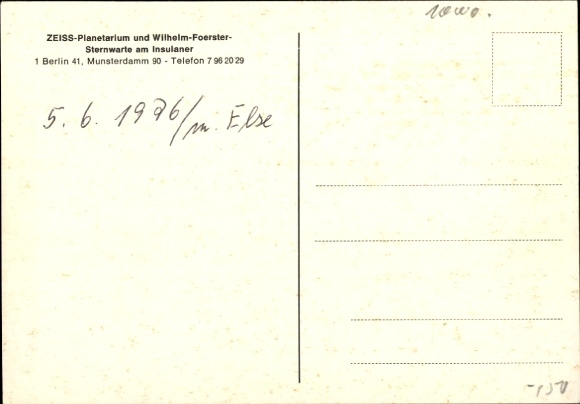 ZEISS-Planetarium und Wilhelm-Foerster-
Sternwarte am Insulaner
1 Berlin 41, Munsterdamm 90 - Telefon 7 96 20 29
5. 6. 1976/m. Else
-150